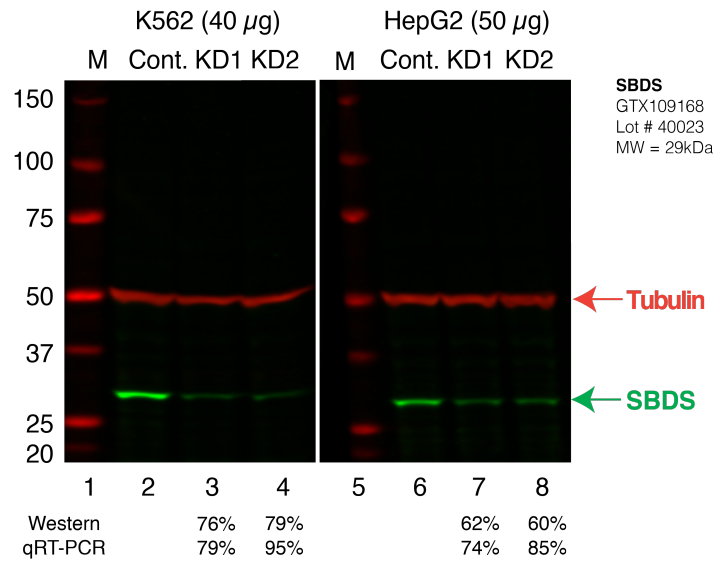 K562 (40 µg) HepG2 (50 µg)
M Cont. KD1 KD2 M Cont. KD1 KD2
SBDS
GTX109168
Lot # 40023
MW = 29kDa
150
100
75
50
Tubulin
37
SBDS
25
20
1 2 3 4 5 6 7 8
Western 76% 79% 62% 60%
qRT-PCR 79% 95% 74% 85%